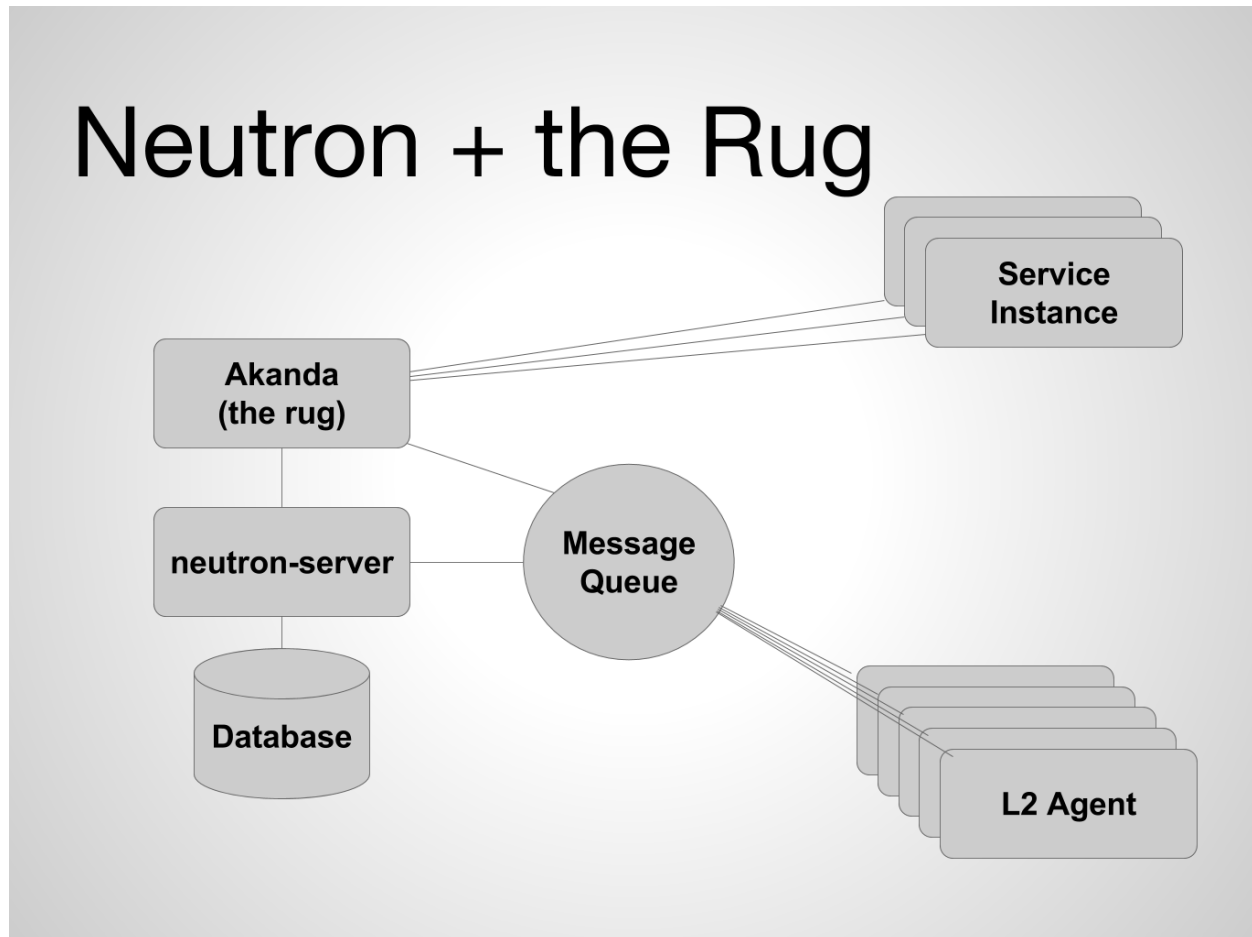 Neutron + the Rug
Service
Instance
Akanda
(the rug)
Message
Queue
neutron-server
Database
L2 Agent